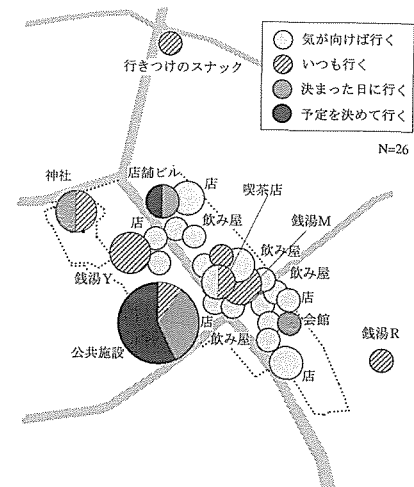 気が向けば行く
いつも行く
決まった日に行く
予定を決めて行く
N=26
行きつけのスナック
神社
店舗ビル
店
喫茶店
店
飲み屋
銭湯M
飲み屋
飲み屋
銭湯Y
店
会館
店
公共施設
飲み屋
店
銭湯R